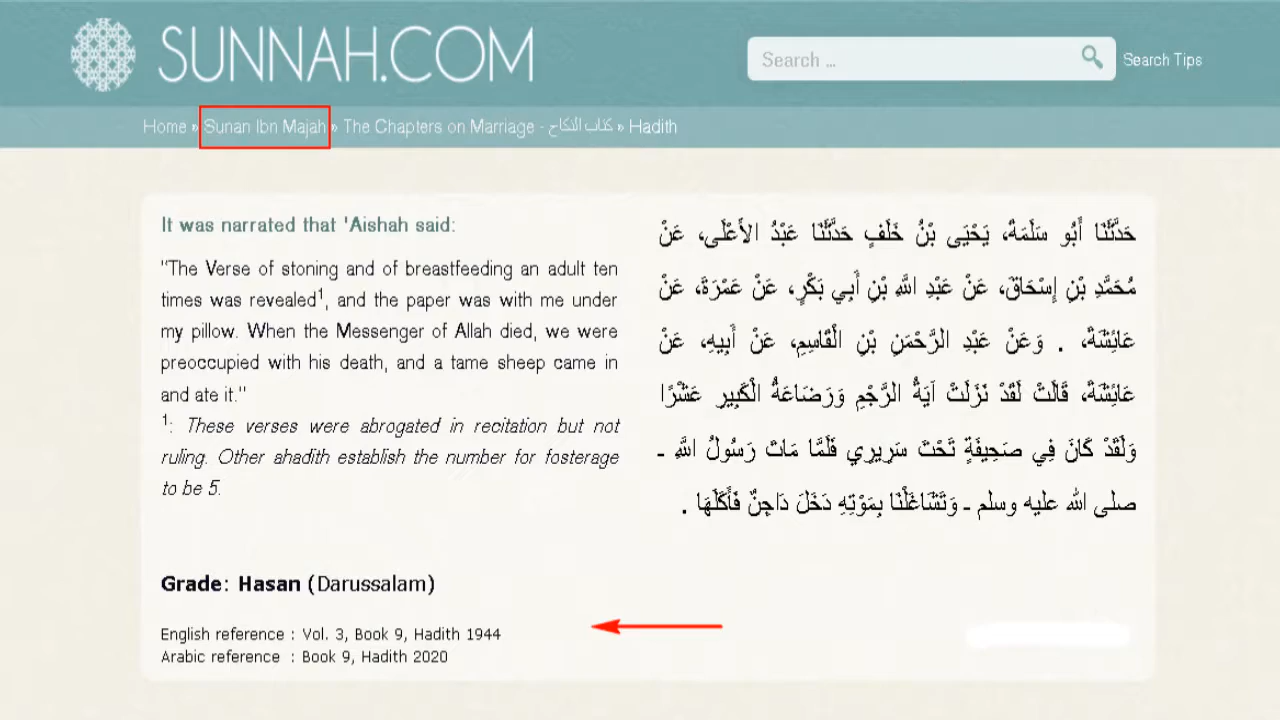 SUNNAH.COM
Search ...
Search Tips
Home » Sunan Ibn Majah » The Chapters on Marriage - كتاب النكاح » Hadith
It was narrated that 'Aishah said:
"The Verse of stoning and of breastfeeding an adult ten
times was revealed¹, and the paper was with me under
my pillow. When the Messenger of Allah died, we were
preoccupied with his death, and a tame sheep came in
and ate it."
¹: These verses were abrogated in recitation but not
ruling. Other ahadith establish the number for fosterage
to be 5.
حَدَّثَنَا أَبُو سَلَمَةَ، يَحْيَى بْنُ خَلَفٍ حَدَّثَنَا عَبْدُ الأَعْلَى، عَنْ
مُحَمَّدِ بْنِ إِسْحَاقَ، عَنْ عَبْدِ اللَّهِ بْنِ أَبِي بَكْرٍ، عَنْ عَمْرَةَ، عَنْ
عَائِشَةَ، . وَعَنْ عَبْدِ الرَّحْمَنِ بْنِ الْقَاسِمِ، عَنْ أَبِيهِ، عَنْ
عَائِشَةَ، قَالَتْ لَقَدْ نَزَلَتْ آيَةُ الرَّجْمِ وَرَضَاعَةُ الْكَبِيرِ عَشْرًا
وَلَقَدْ كَانَ فِي صَحِيفَةٍ تَحْتَ سَرِيرِي فَلَمَّا مَاتَ رَسُولُ اللَّهِ ـ
صلى الله عليه وسلم ـ وَتَشَاغَلْنَا بِمَوْتِهِ دَخَلَ دَاجِنٌ فَأَكَلَهَا .
Grade: Hasan (Darussalam)
English reference : Vol. 3, Book 9, Hadith 1944
Arabic reference : Book 9, Hadith 2020